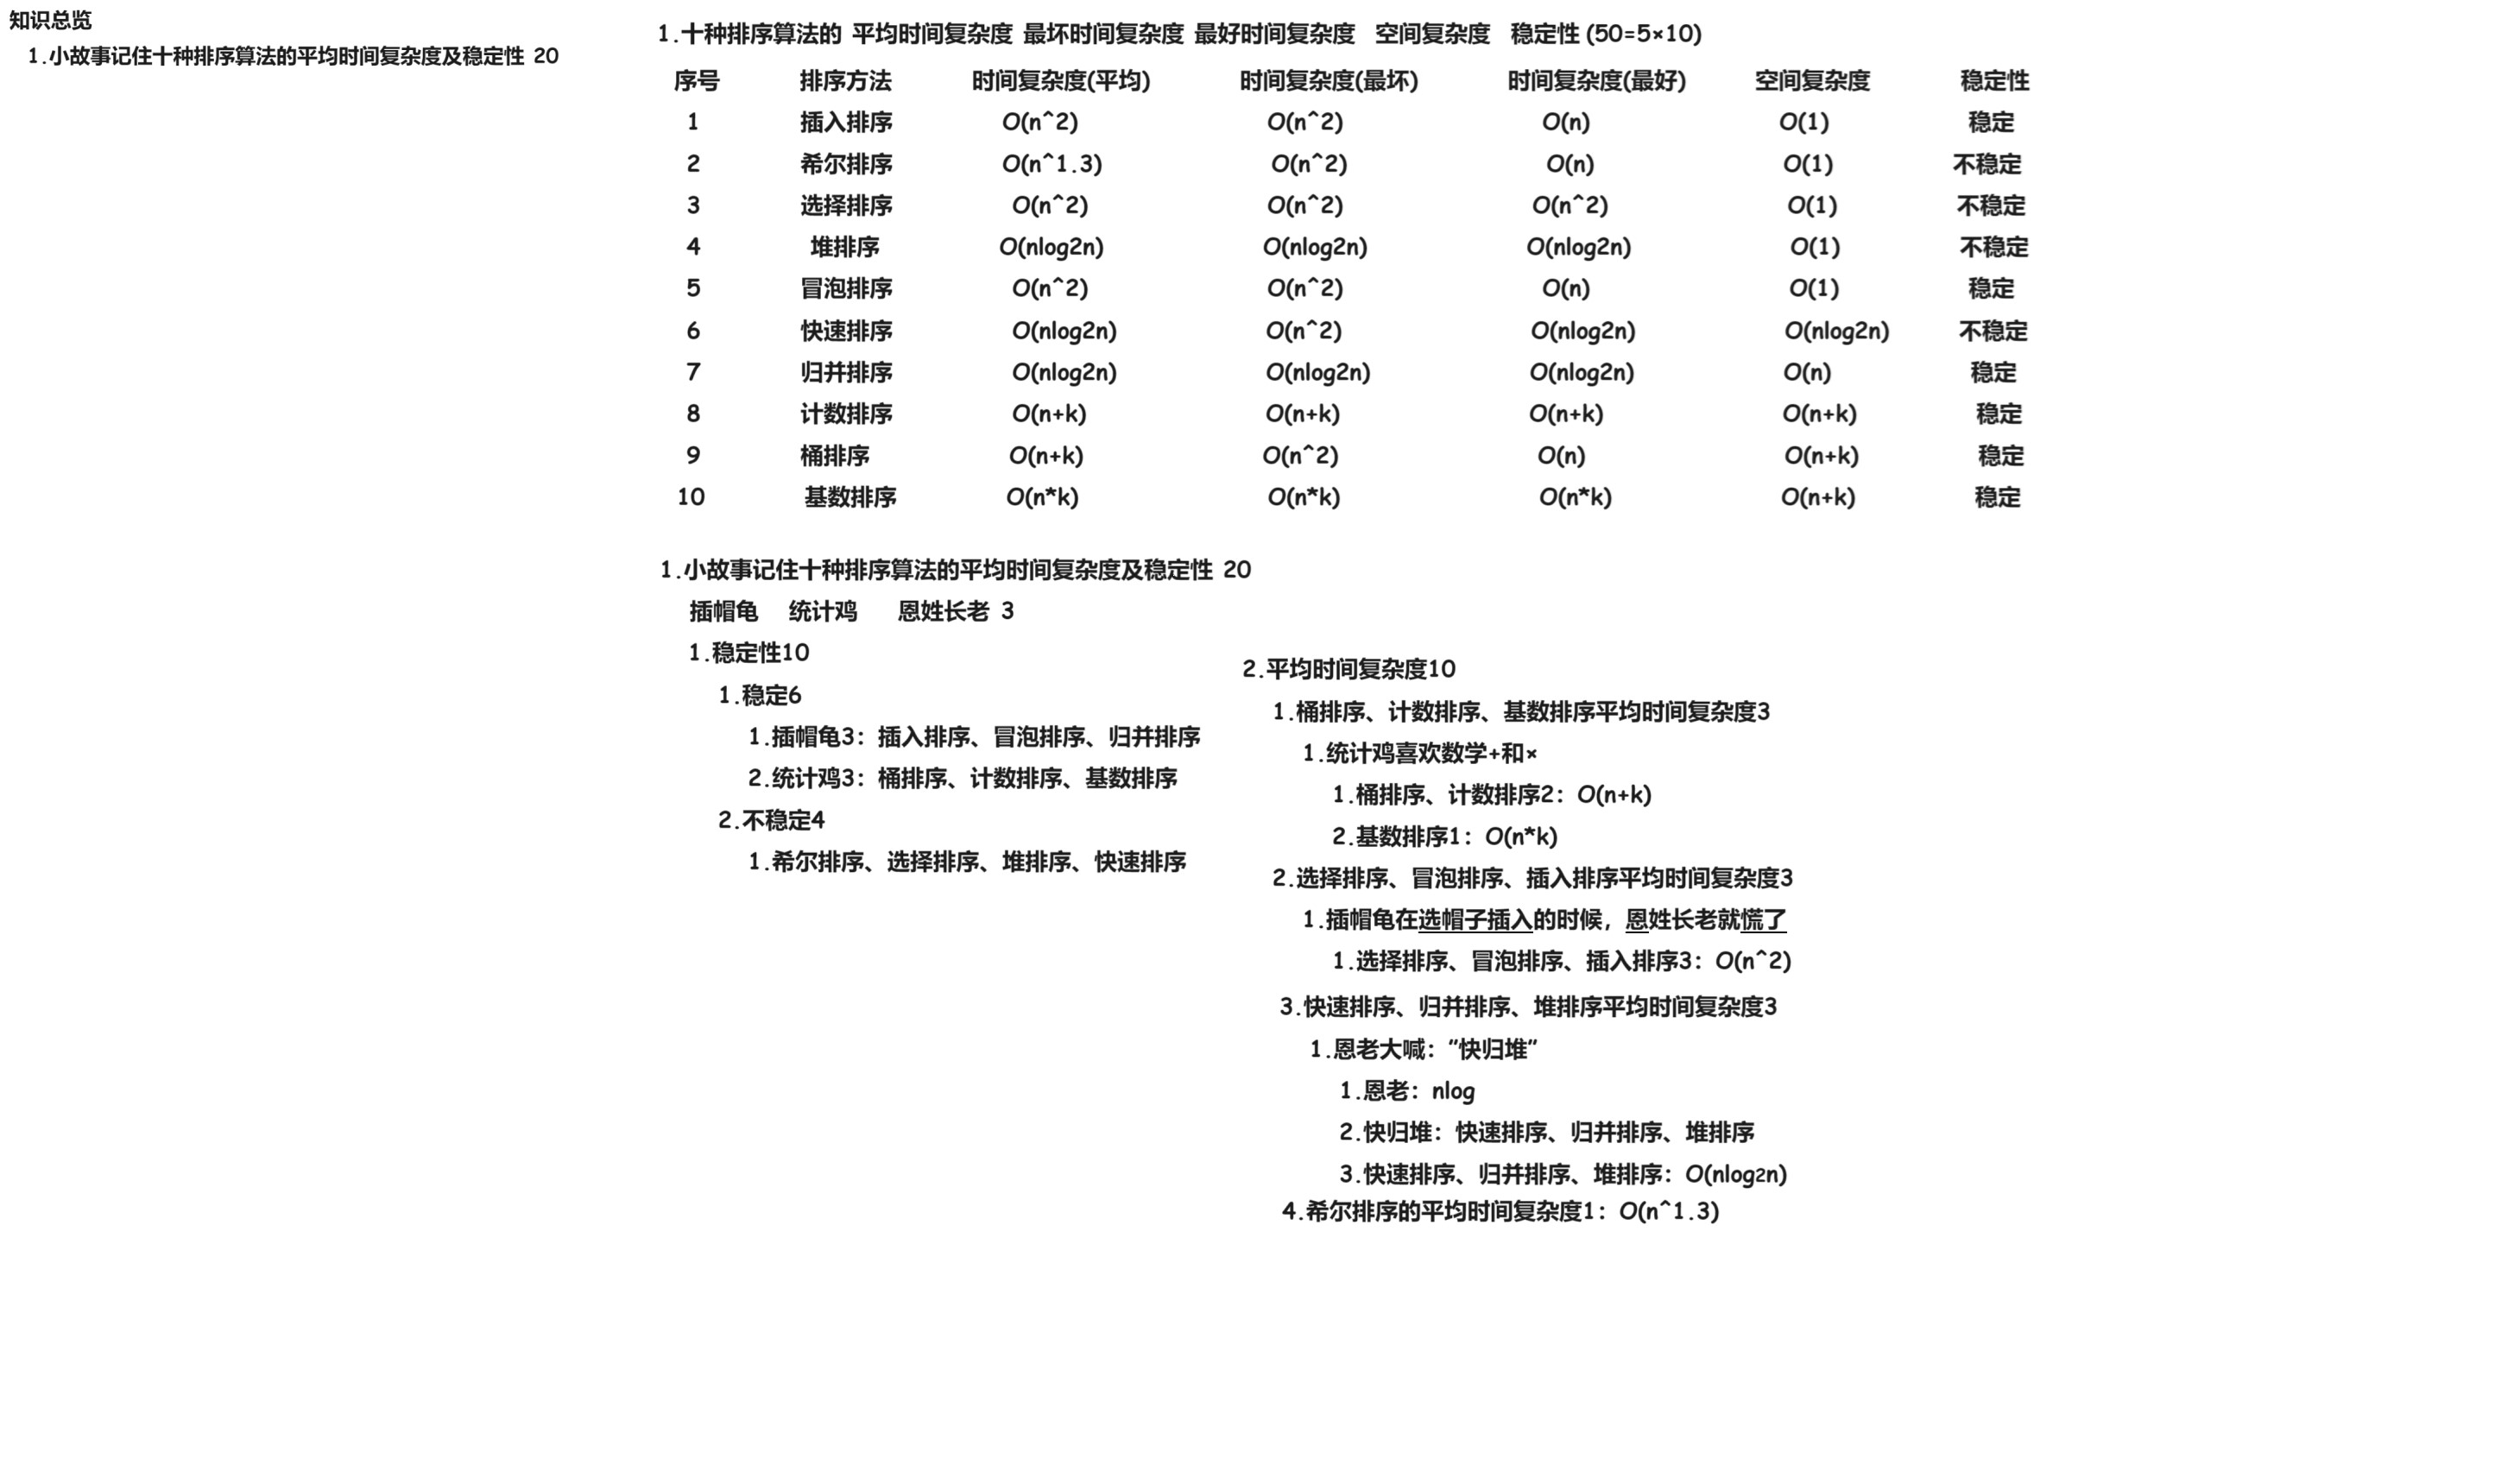 知识总览
1.小故事记住十种排序算法的平均时间复杂度及稳定性 20
1.十种排序算法的 平均时间复杂度 最坏时间复杂度 最好时间复杂度 空间复杂度 稳定性 (50=5×10)
序号 排序方法 时间复杂度(平均) 时间复杂度(最坏) 时间复杂度(最好) 空间复杂度 稳定性
1 插入排序 O(n^2) O(n^2) O(n) O(1) 稳定
2 希尔排序 O(n^1.3) O(n^2) O(n) O(1) 不稳定
3 选择排序 O(n^2) O(n^2) O(n^2) O(1) 不稳定
4 堆排序 O(nlog2n) O(nlog2n) O(nlog2n) O(1) 不稳定
5 冒泡排序 O(n^2) O(n^2) O(n) O(1) 稳定
6 快速排序 O(nlog2n) O(n^2) O(nlog2n) O(nlog2n) 不稳定
7 归并排序 O(nlog2n) O(nlog2n) O(nlog2n) O(n) 稳定
8 计数排序 O(n+k) O(n+k) O(n+k) O(n+k) 稳定
9 桶排序 O(n+k) O(n^2) O(n) O(n+k) 稳定
10 基数排序 O(n*k) O(n*k) O(n*k) O(n+k) 稳定
1.小故事记住十种排序算法的平均时间复杂度及稳定性 20
插帽龟 统计鸡 恩姓长老 3
1.稳定性10
1.稳定6
1.插帽龟3：插入排序、冒泡排序、归并排序
2.统计鸡3：桶排序、计数排序、基数排序
2.不稳定4
1.希尔排序、选择排序、堆排序、快速排序
2.平均时间复杂度10
1.桶排序、计数排序、基数排序平均时间复杂度3
1.统计鸡喜欢数学+和×
1.桶排序、计数排序2：O(n+k)
2.基数排序1：O(n*k)
2.选择排序、冒泡排序、插入排序平均时间复杂度3
1.插帽龟在选帽子插入的时候，恩姓长老就慌了
1.选择排序、冒泡排序、插入排序3：O(n^2)
3.快速排序、归并排序、堆排序平均时间复杂度3
1.恩老大喊："快归堆"
1.恩老：nlog
2.快归堆：快速排序、归并排序、堆排序
3.快速排序、归并排序、堆排序：O(nlog2n)
4.希尔排序的平均时间复杂度1：O(n^1.3)